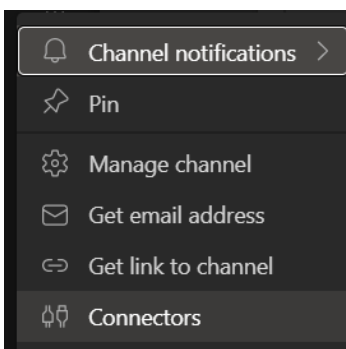 Channel notifications
Pin
Manage channel
Get email address
Get link to channel
Connectors